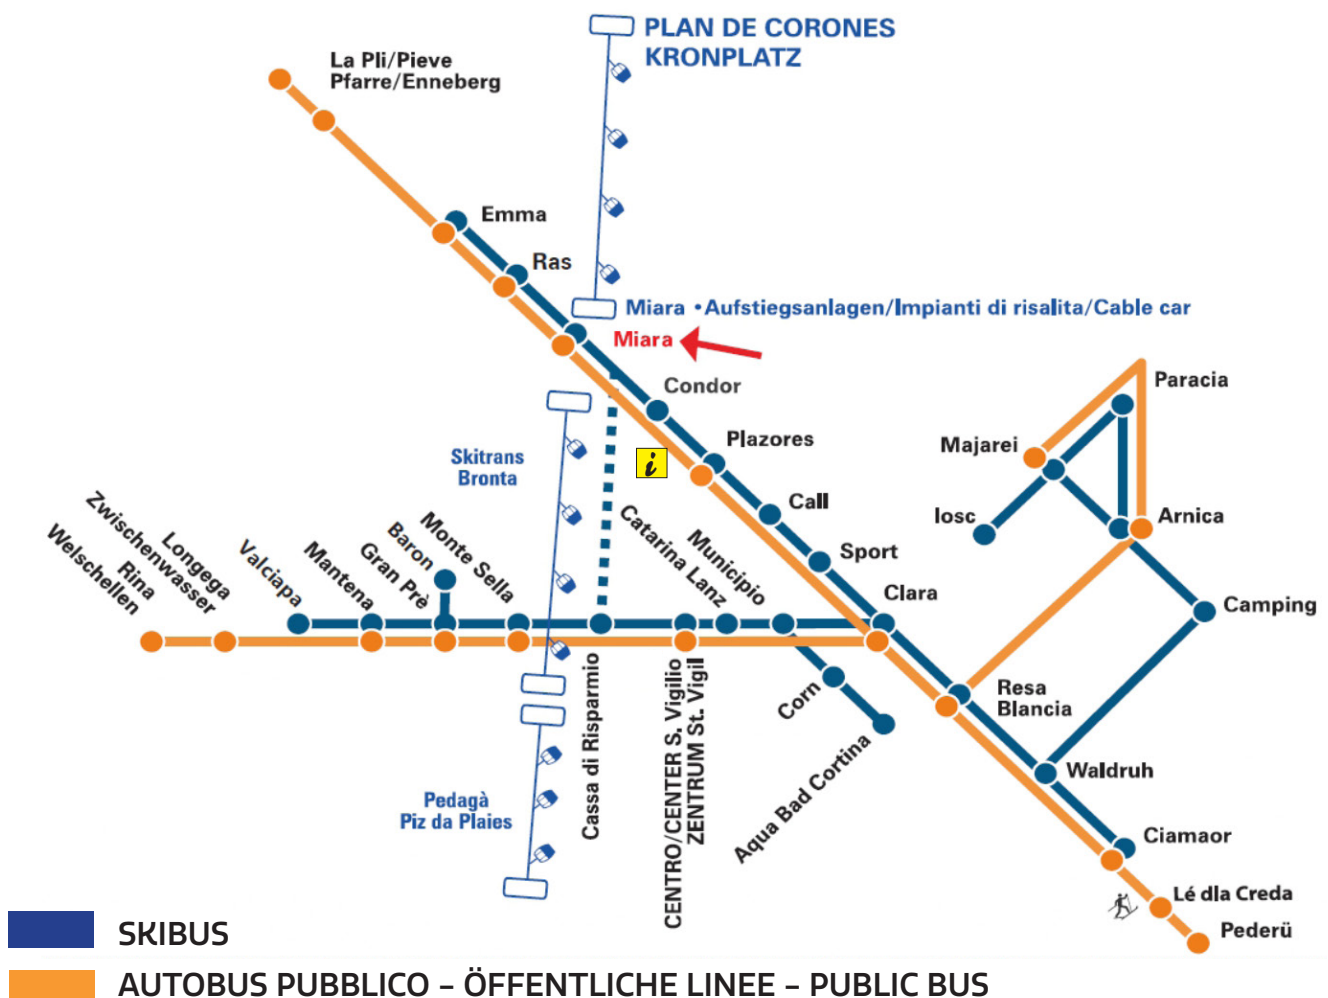 PLAN DE CORONES
KRONPLATZ
La Pli/Pieve
Pfarre/Enneberg
Emma
Ras
Miara •Aufstiegsanlagen/Impianti di risalita/Cable car
Miara
Condor
Plazores
Call
Sport
Clara
Paracia
Majarei
Iosc
Arnica
Camping
Skitrans
Bronta
i
Welschellen
Rina
Zwischenwasser
Longega
Valciapa
Mantena
Gran Prè
Baron
Monte Sella
Catarina Lanz
Municipio
Cassa di Risparmio
CENTRO/CENTER S. Vigilio
ZENTRUM St. Vigil
Corn
Aqua Bad Cortina
Resa
Blancia
Waldruh
Ciamaor
Lé dla Creda
Pederü
Pedagà
Piz da Plaies
SKIBUS
AUTOBUS PUBBLICO – ÖFFENTLICHE LINEE – PUBLIC BUS